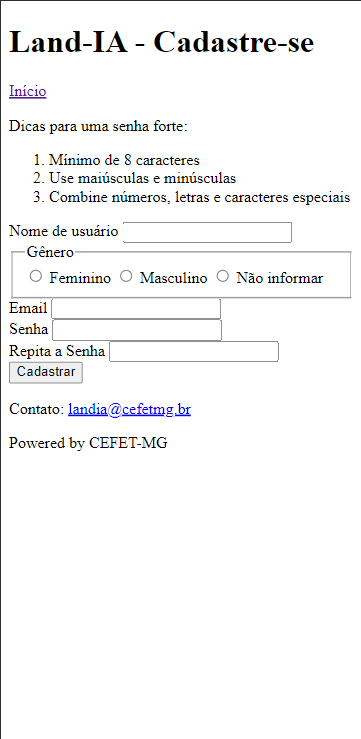 Land-IA - Cadastre-se
Início
Dicas para uma senha forte:
1. Mínimo de 8 caracteres
2. Use maiúsculas e minúsculas
3. Combine números, letras e caracteres especiais
Nome de usuário
Gênero
Feminino Masculino Não informar
Email
Senha
Repita a Senha
Cadastrar
Contato: landia@cefetmg.br
Powered by CEFET-MG